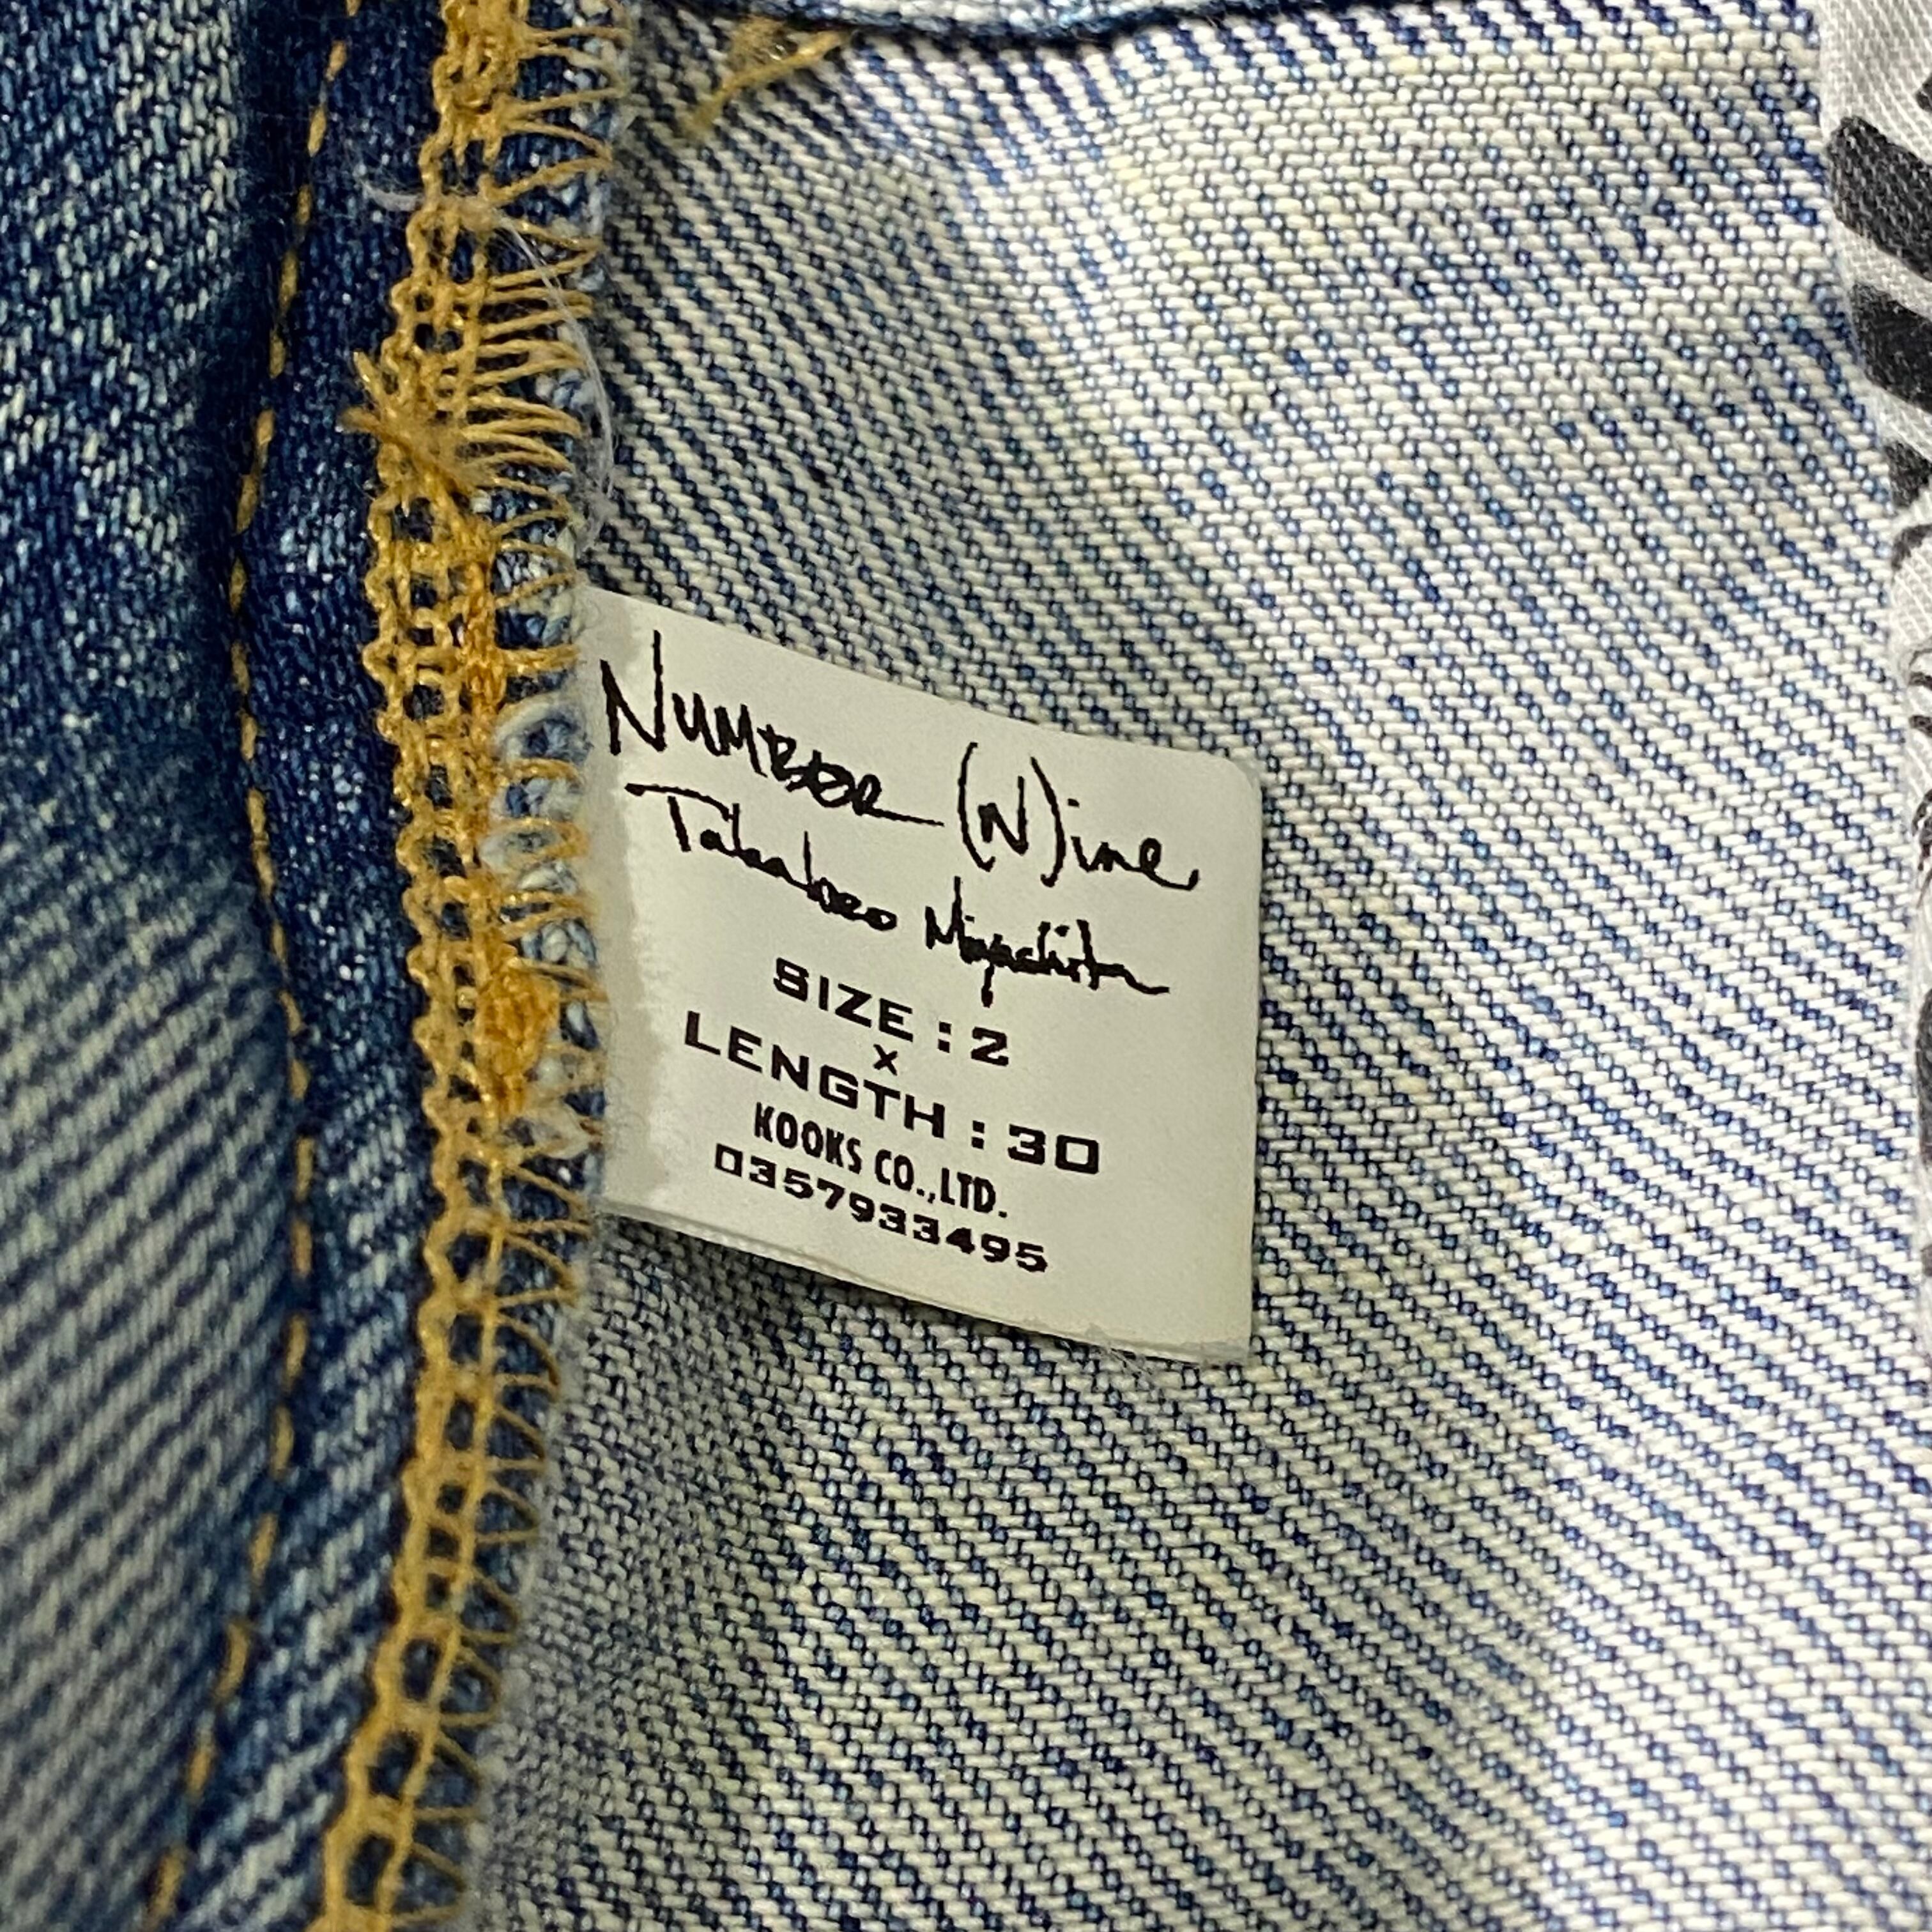 NUMBER (N)ine
Takahiro Miyashita
SIZE : 2
x
LENGTH : 30
KOOKS CO.,LTD.
0357933495